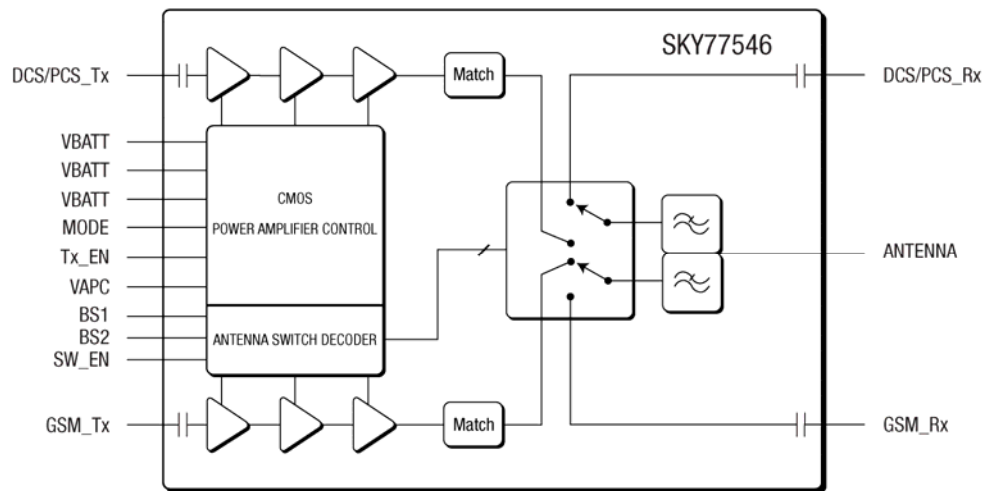 SKY77546
DCS/PCS_Tx
Match
DCS/PCS_Rx
VBATT
VBATT
VBATT
MODE
Tx_EN
VAPC
BS1
BS2
SW_EN
CMOS
POWER AMPLIFIER CONTROL
ANTENNA SWITCH DECODER
ANTENNA
GSM_Tx
Match
GSM_Rx